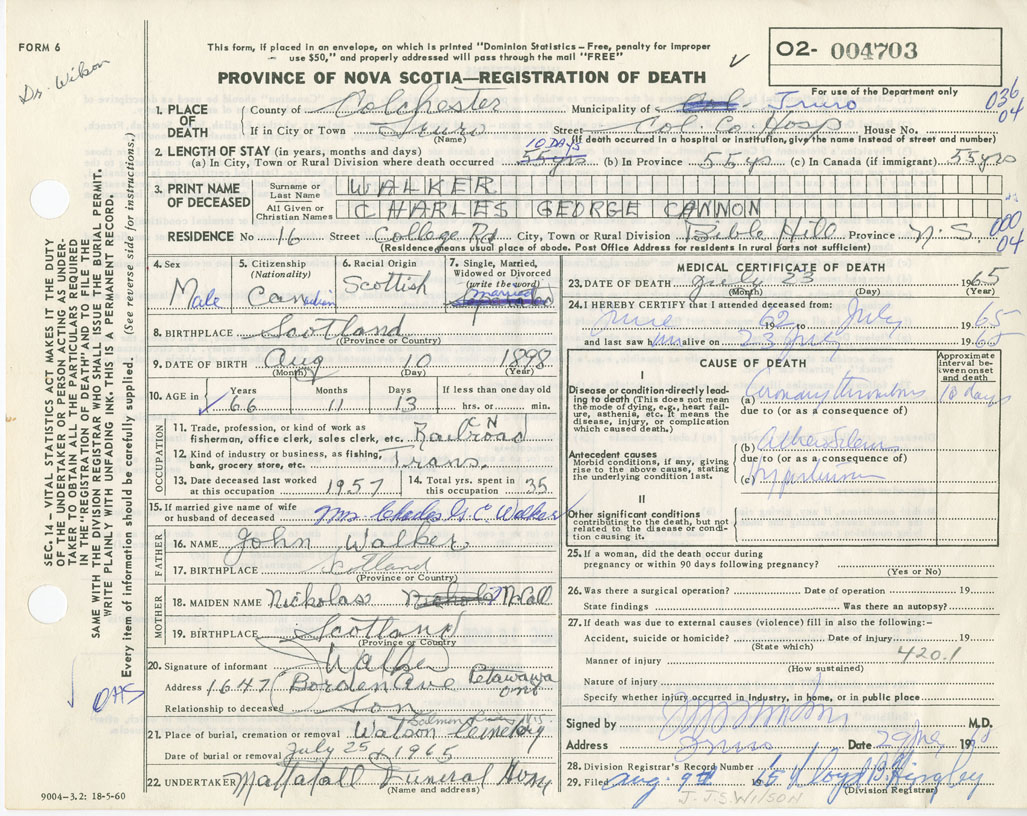 FORM 6
Dr. Wilson
This form, if placed in an envelope, on which is printed "Dominion Statistics – Free, penalty for improper
use $50," and properly addressed will pass through the mail "FREE"
PROVINCE OF NOVA SCOTIA—REGISTRATION OF DEATH
02- 004703
For use of the Department only
036
04
1. PLACE OF DEATH
County of Colchester Municipality of Truro
If in City or Town Truro Street Col. Co. Hosp House No.
(Name) (If death occurred in a hospital or institution, give the name instead of street and number)
2. LENGTH OF STAY (in years, months and days)
10 DAYS
(a) In City, Town or Rural Division where death occurred 55 yrs (b) In Province 55 yrs (c) In Canada (if immigrant) 55 yrs
3. PRINT NAME OF DECEASED
Surname or Last Name WALKER
All Given or Christian Names CHARLES GEORGE CANNON
RESIDENCE No 16 Street College Rd City, Town or Rural Division Bible Hill Province N.S
(Residence means usual place of abode. Post Office Address for residents in rural parts not sufficient)
000
04
4. Sex
Male
5. Citizenship
(Nationality)
Canadian
6. Racial Origin
Scottish
7. Single, Married, Widowed or Divorced
(write the word)
married
8. BIRTHPLACE Scotland
(Province or Country)
9. DATE OF BIRTH Aug 10 1898
(Month) (Day) (Year)
10. AGE in
Years Months Days If less than one day old
66 11 13 hrs. or min.
OCCUPATION
11. Trade, profession, or kind of work as
fisherman, office clerk, sales clerk, etc. CN Railroad
12. Kind of industry or business, as fishing,
bank, grocery store, etc. Trans.
13. Date deceased last worked
at this occupation 1957
14. Total yrs. spent in
this occupation 35
15. If married give name of wife
or husband of deceased Mrs Charles G. C Walker
FATHER
16. NAME John Walker
17. BIRTHPLACE Scotland
(Province or Country)
MOTHER
18. MAIDEN NAME Nickolas McCall
19. BIRTHPLACE Scotland
(Province or Country)
20. Signature of informant Walker
Address 1647 Borden Ave Petawawa Ont
Relationship to deceased Son
21. Place of burial, cremation or removal Watson Cemetery
Date of burial or removal July 25, 1965
22. UNDERTAKER Mattatall Funeral Home
(Name and address)
MEDICAL CERTIFICATE OF DEATH
23. DATE OF DEATH July 23 1965
(Month) (Day) (Year)
24. I HEREBY CERTIFY that I attended deceased from:
June 1962 to July 1965
and last saw him alive on 23 July 1965
CAUSE OF DEATH
Approximate interval between onset and death
I
Disease or condition directly leading to death (This does not mean the mode of dying, e.g., heart failure, asthenia, etc. It means the disease, injury, or complication which caused death.)
(a) Coronary thrombosis 10 days
due to (or as a consequence of)
Antecedent causes
Morbid conditions, if any, giving rise to the above cause, stating the underlying condition last.
(b)
due to (or as a consequence of)
(c) Hypertension
II
Other significant conditions
contributing to the death, but not related to the disease or condition causing it.
25. If a woman, did the death occur during
pregnancy or within 90 days following pregnancy?
(Yes or No)
26. Was there a surgical operation? Date of operation 19
State findings Was there an autopsy?
27. If death was due to external causes (violence) fill in also the following:-
Accident, suicide or homicide? Date of injury 19
(State which)
420.1
Manner of injury
(How sustained)
Nature of injury
Specify whether injury occurred in industry, in home, or in public place
Signed by M.D.
Address Truro Date 29 1965
28. Division Registrar's Record Number
29. Filed Aug. 9th 1965 Lloyd B. Hingley
(Division Registrar)
J. J.S. WILSON
SEC. 14 — VITAL STATISTICS ACT MAKES IT THE DUTY
OF THE UNDERTAKER OR PERSON ACTING AS UNDER-
TAKER TO OBTAIN ALL THE PARTICULARS REQUIRED
IN THE "REGISTRATION OF DEATH" AND TO FILE THE
SAME WITH THE DIVISION REGISTRAR WHO SHALL ISSUE THE BURIAL PERMIT.
WRITE PLAINLY WITH UNFADING INK. THIS IS A PERMANENT RECORD.
Every item of information should be carefully supplied. (See reverse side for instructions.)
9004-3.2: 18-5-60